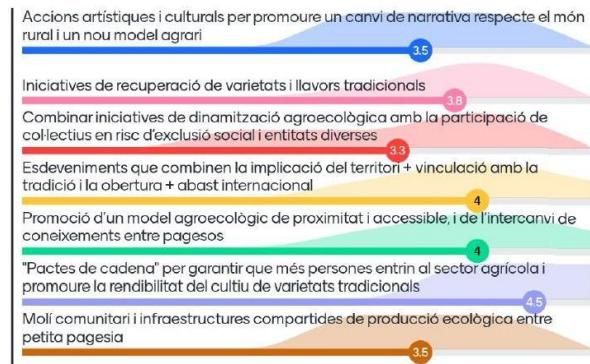 Accions artístiques i culturals per promoure un canvi de narrativa respecte el món
rural i un nou model agrari
3.5
Iniciatives de recuperació de varietats i llavors tradicionals
3.8
Combinar iniciatives de dinamització agroecològica amb la participació de
col·lectius en risc d'exclusió social i entitats diverses
3.3
Esdeveniments que combinen la implicació del territori + vinculació amb la
tradició i la obertura + abast internacional
4
Promoció d'un model agroecològic de proximitat i accessible, i de l'intercanvi de
coneixements entre pagesos
4
"Pactes de cadena" per garantir que més persones entrin al sector agrícola i
promoure la rendibilitat del cultiu de varietats tradicionals
4.5
Molí comunitari i infraestructures compartides de producció ecològica entre
petita pagesia
3.5